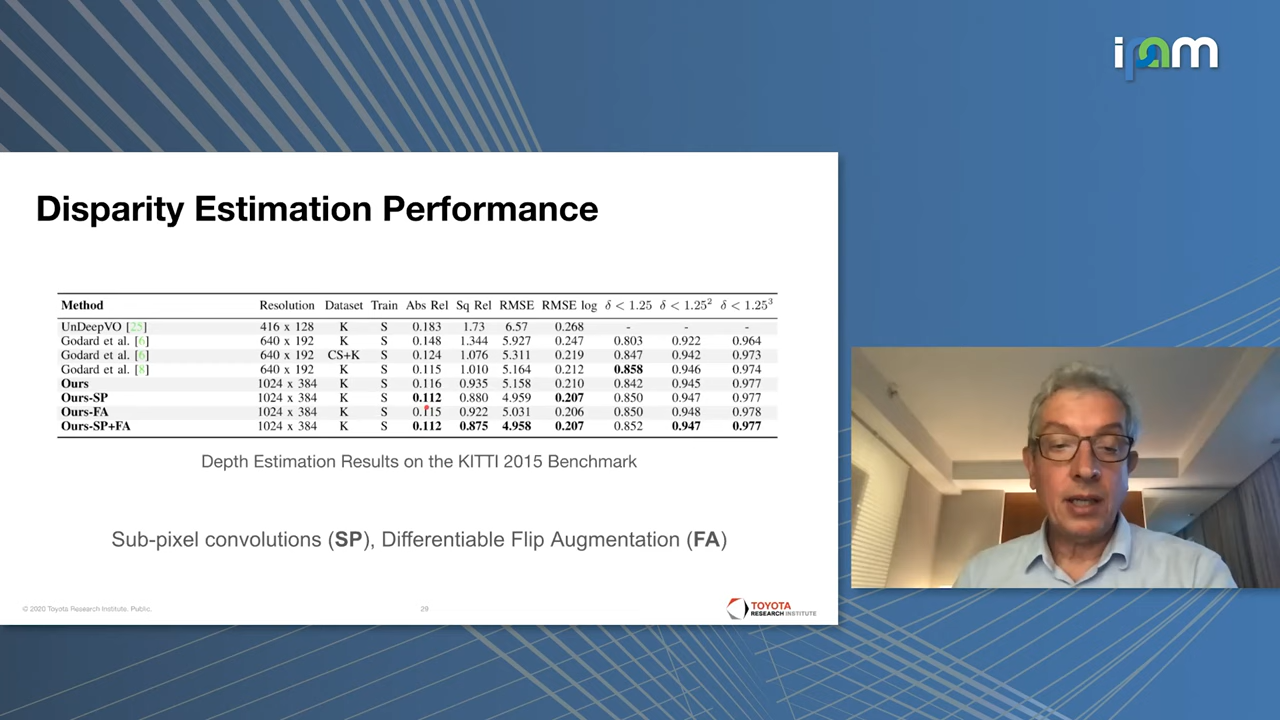 ipam
Disparity Estimation Performance
Method Resolution Dataset Train Abs Rel Sq Rel RMSE RMSE log δ < 1.25 δ < 1.25² δ < 1.25³
UnDeepVO [25] 416 x 128 K S 0.183 1.73 6.57 0.268 - - -
Godard et al. [6] 640 x 192 K S 0.148 1.344 5.927 0.247 0.803 0.922 0.964
Godard et al. [6] 640 x 192 CS+K S 0.124 1.076 5.311 0.219 0.847 0.942 0.973
Godard et al. [8] 640 x 192 K S 0.115 1.010 5.164 0.212 0.858 0.946 0.974
Ours 1024 x 384 K S 0.116 0.935 5.158 0.210 0.842 0.945 0.977
Ours-SP 1024 x 384 K S 0.112 0.880 4.959 0.207 0.850 0.947 0.977
Ours-FA 1024 x 384 K S 0.115 0.922 5.031 0.206 0.850 0.948 0.978
Ours-SP+FA 1024 x 384 K S 0.112 0.875 4.958 0.207 0.852 0.947 0.977
Depth Estimation Results on the KITTI 2015 Benchmark
Sub-pixel convolutions (SP), Differentiable Flip Augmentation (FA)
© 2020 Toyota Research Institute. Public.
29
TOYOTA
RESEARCH INSTITUTE